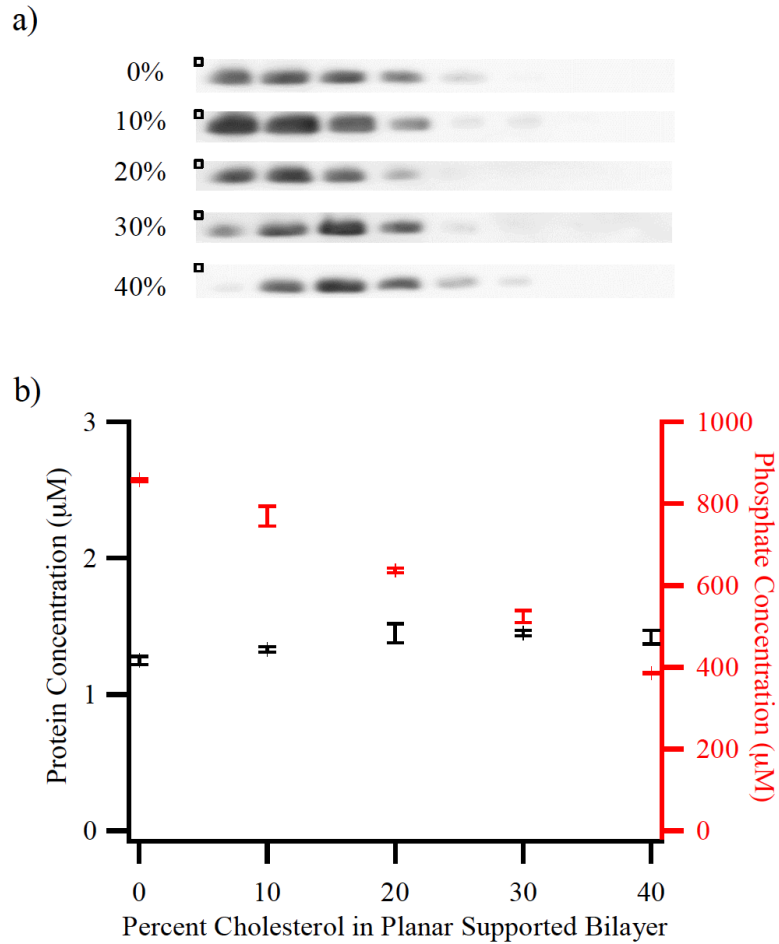 a)
0%
10%
20%
30%
40%
b)
3
2
1
0
Protein Concentration (µM)
1000
800
600
400
200
0
Phosphate Concentration (µM)
0 10 20 30 40
Percent Cholesterol in Planar Supported Bilayer